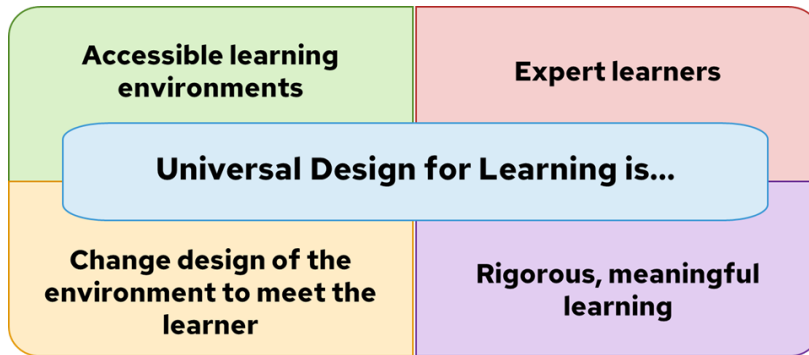 Accessible learning
environments
Expert learners
Universal Design for Learning is...
Change design of the
environment to meet the
learner
Rigorous, meaningful
learning